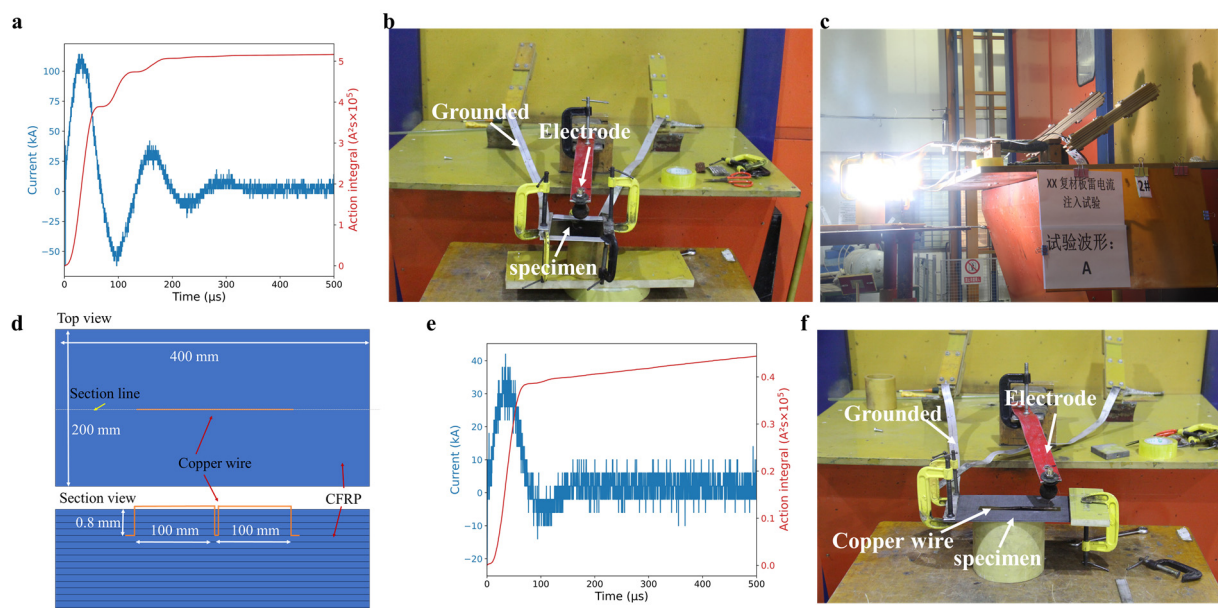 a
Current (kA)
100
75
50
25
0
−25
−50
0
100
200
300
400
500
Time (µs)
5
4
3
2
1
0
Action integral (A²s×10⁵)
b
Grounded
Electrode
specimen
c
XX复材板雷电流
注入试验
试验波形：
A
2#
d
Top view
400 mm
Section line
200 mm
Copper wire
Section view
CFRP
0.8 mm
100 mm
100 mm
e
Current (kA)
40
30
20
10
0
−10
−20
0
100
200
300
400
500
Time (µs)
0.4
0.3
0.2
0.1
0.0
Action integral (A²s×10⁵)
f
Grounded
Electrode
Copper wire
specimen